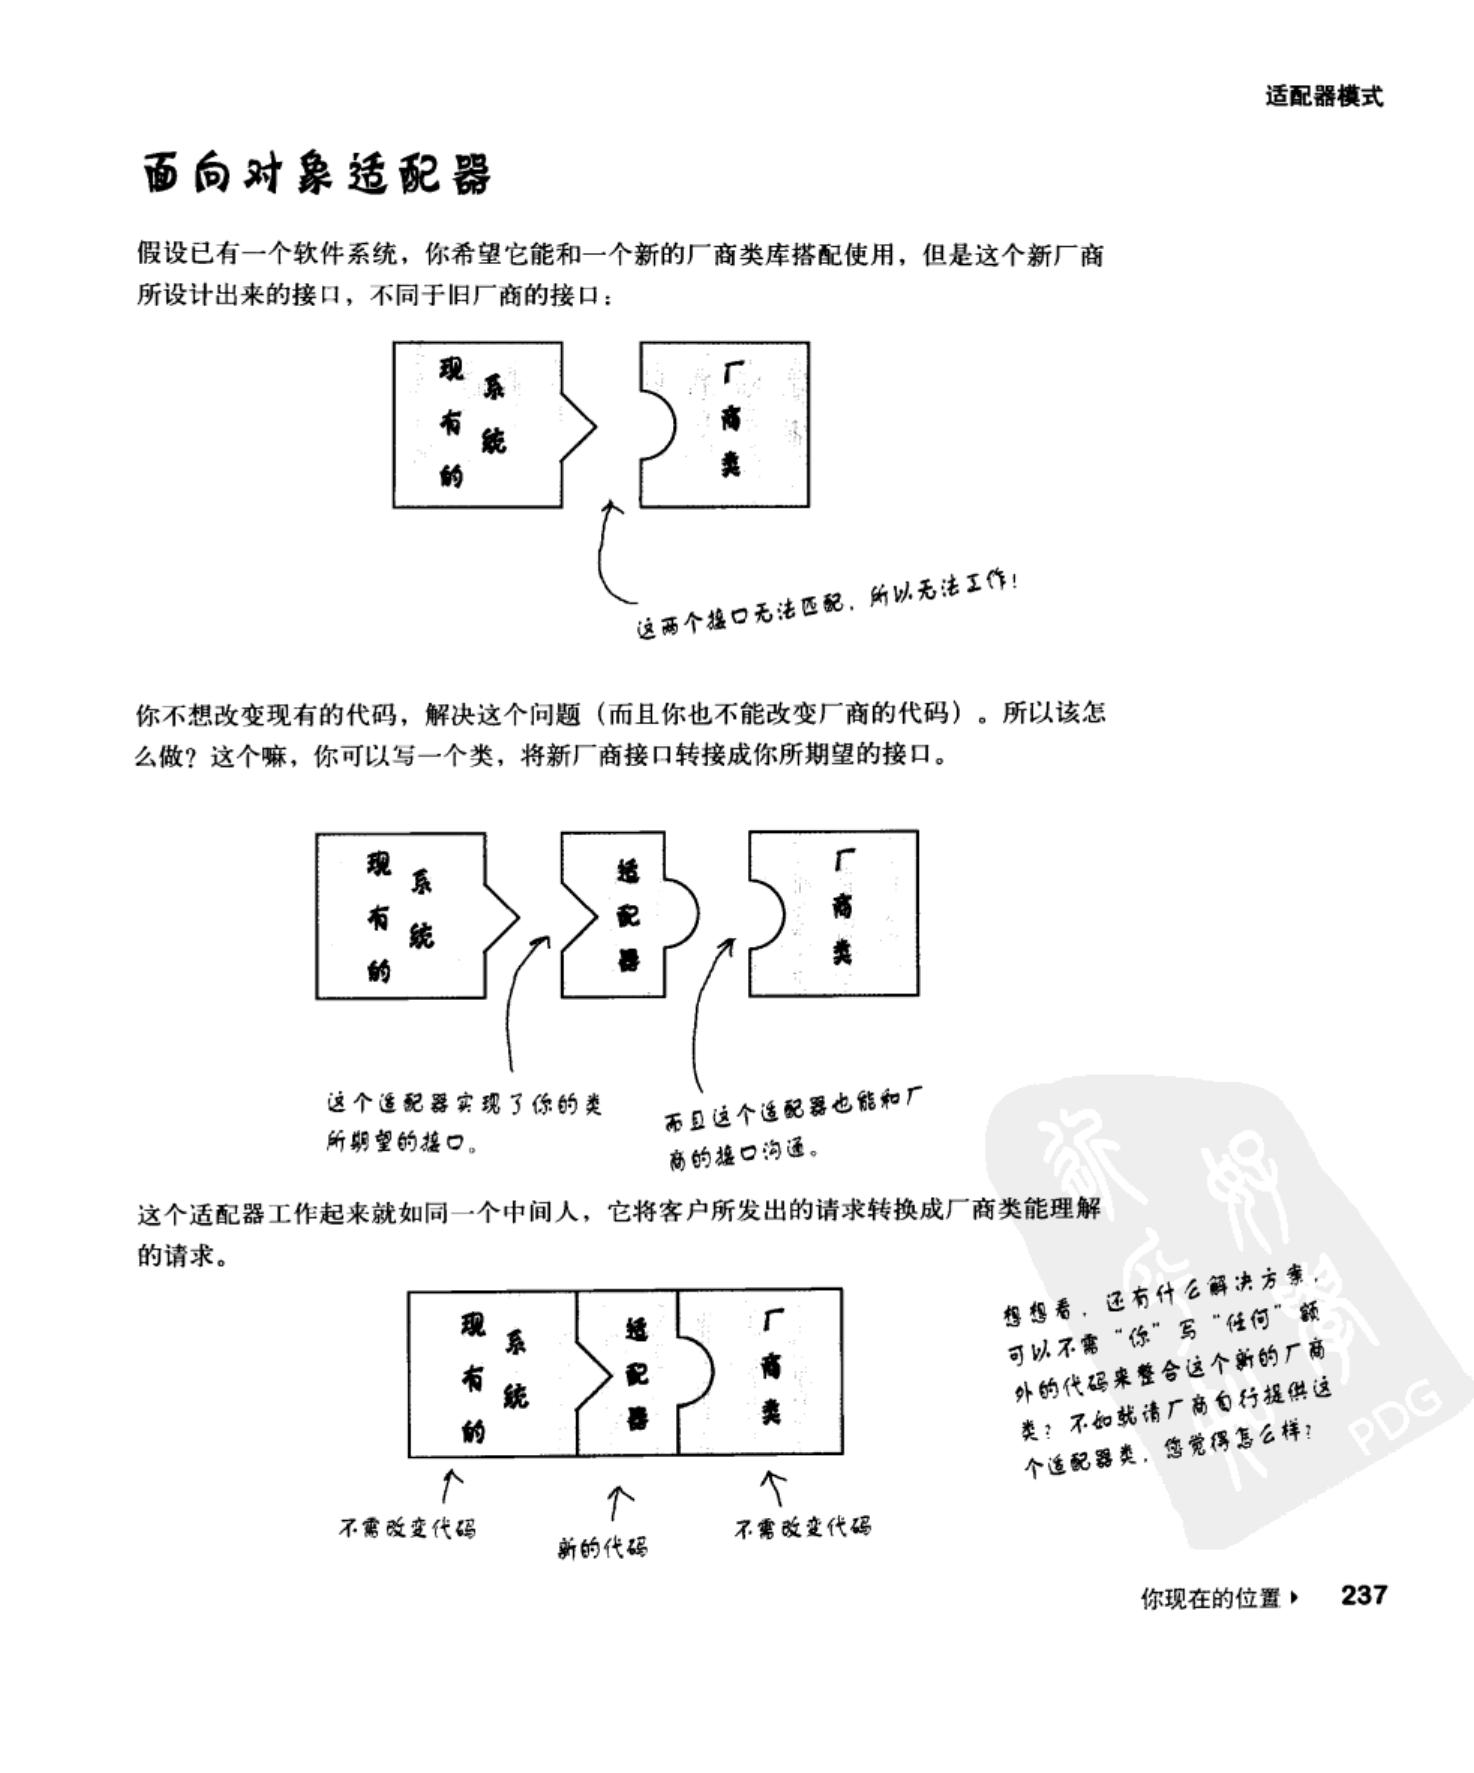 适配器模式
面向对象适配器
假设已有一个软件系统，你希望它能和一个新的厂商类库搭配使用，但是这个新厂商
所设计出来的接口，不同于旧厂商的接口：
现有的
系统
厂商类
这两个接口无法匹配，所以无法工作！
你不想改变现有的代码，解决这个问题（而且你也不能改变厂商的代码）。所以该怎
么做？这个嘛，你可以写一个类，将新厂商接口转接成你所期望的接口。
现有的
系统
适配器
厂商类
这个适配器实现了你的类
所期望的接口。
而且这个适配器也能和厂
商的接口沟通。
这个适配器工作起来就如同一个中间人，它将客户所发出的请求转换成厂商类能理解
的请求。
现有的
系统
适配器
厂商类
不需改变代码
新的代码
不需改变代码
想想看，还有什么解决方案，
可以不需“你”写“任何”额
外的代码来整合这个新的厂商
类？不如就请厂商自行提供这
个适配器类，您觉得怎么样？
PDG
你现在的位置 ▸ 237